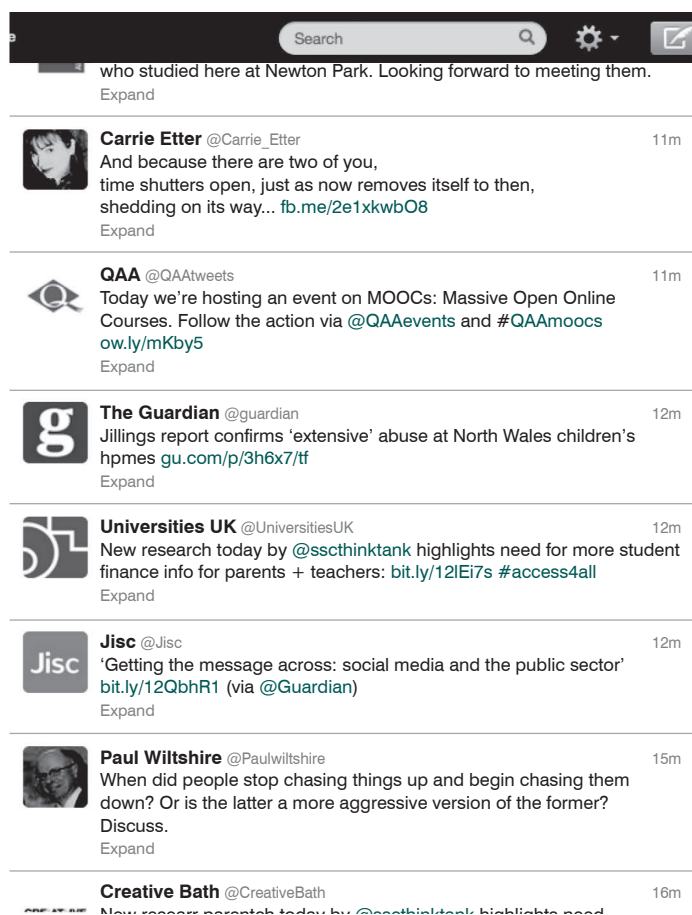 e
Search
who studied here at Newton Park. Looking forward to meeting them.
Expand
Carrie Etter @Carrie_Etter 11m
And because there are two of you,
time shutters open, just as now removes itself to then,
shedding on its way... fb.me/2e1xkwbO8
Expand
QAA @QAAtweets 11m
Today we're hosting an event on MOOCs: Massive Open Online
Courses. Follow the action via @QAAevents and #QAAmoocs
ow.ly/mKby5
Expand
g
The Guardian @guardian 12m
Jillings report confirms 'extensive' abuse at North Wales children's
hpmes gu.com/p/3h6x7/tf
Expand
Universities UK @UniversitiesUK 12m
New research today by @sscthinktank highlights need for more student
finance info for parents + teachers: bit.ly/12lEi7s #access4all
Expand
Jisc
Jisc @Jisc 12m
'Getting the message across: social media and the public sector'
bit.ly/12QbhR1 (via @Guardian)
Expand
Paul Wiltshire @Paulwiltshire 15m
When did people stop chasing things up and begin chasing them
down? Or is the latter a more aggressive version of the former?
Discuss.
Expand
Creative Bath @CreativeBath 16m
New researr parentch today by @sscthinktank highlights need